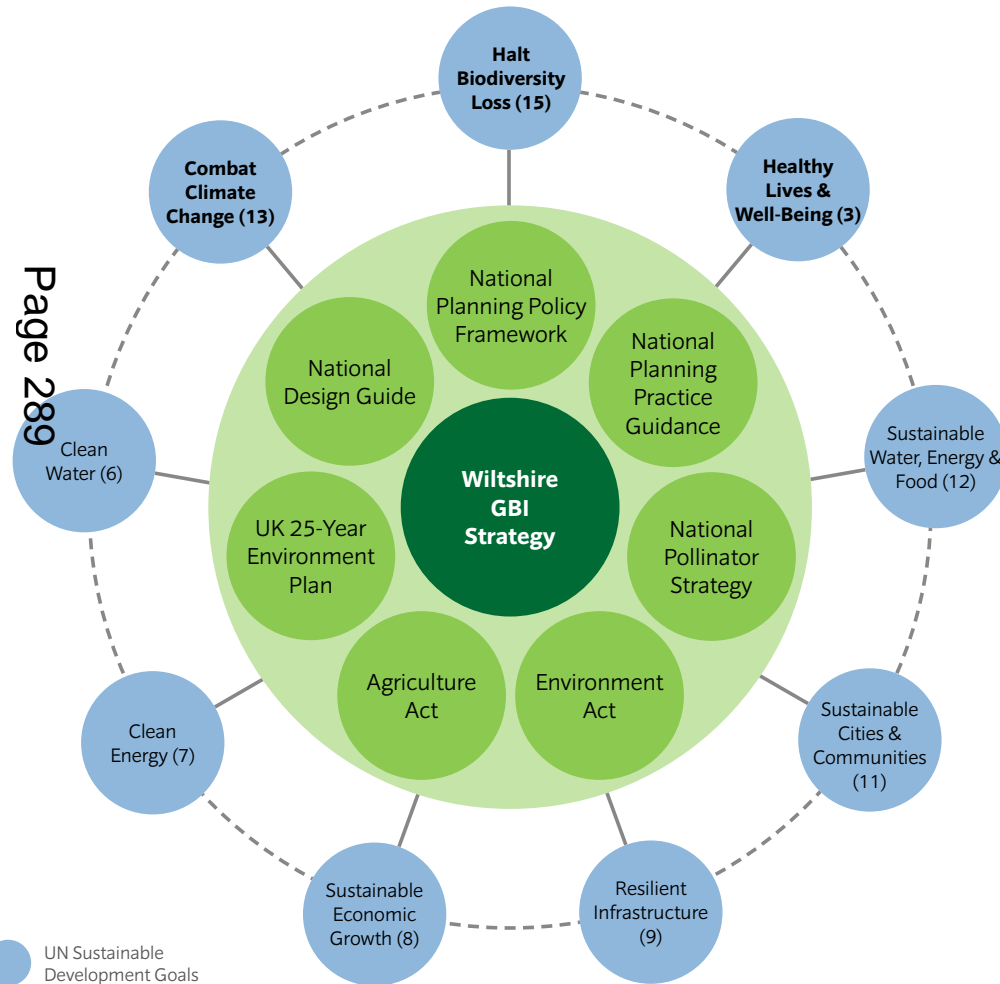 Halt
Biodiversity
Loss (15)
Combat
Climate
Change (13)
Healthy
Lives &
Well-Being (3)
National
Planning Policy
Framework
National
Design Guide
National
Planning
Practice
Guidance
Page 289
Clean
Water (6)
Wiltshire
GBI
Strategy
Sustainable
Water, Energy &
Food (12)
UK 25-Year
Environment
Plan
National
Pollinator
Strategy
Agriculture
Act
Environment
Act
Clean
Energy (7)
Sustainable
Cities &
Communities
(11)
Sustainable
Economic
Growth (8)
Resilient
Infrastructure
(9)
UN Sustainable
Development Goals